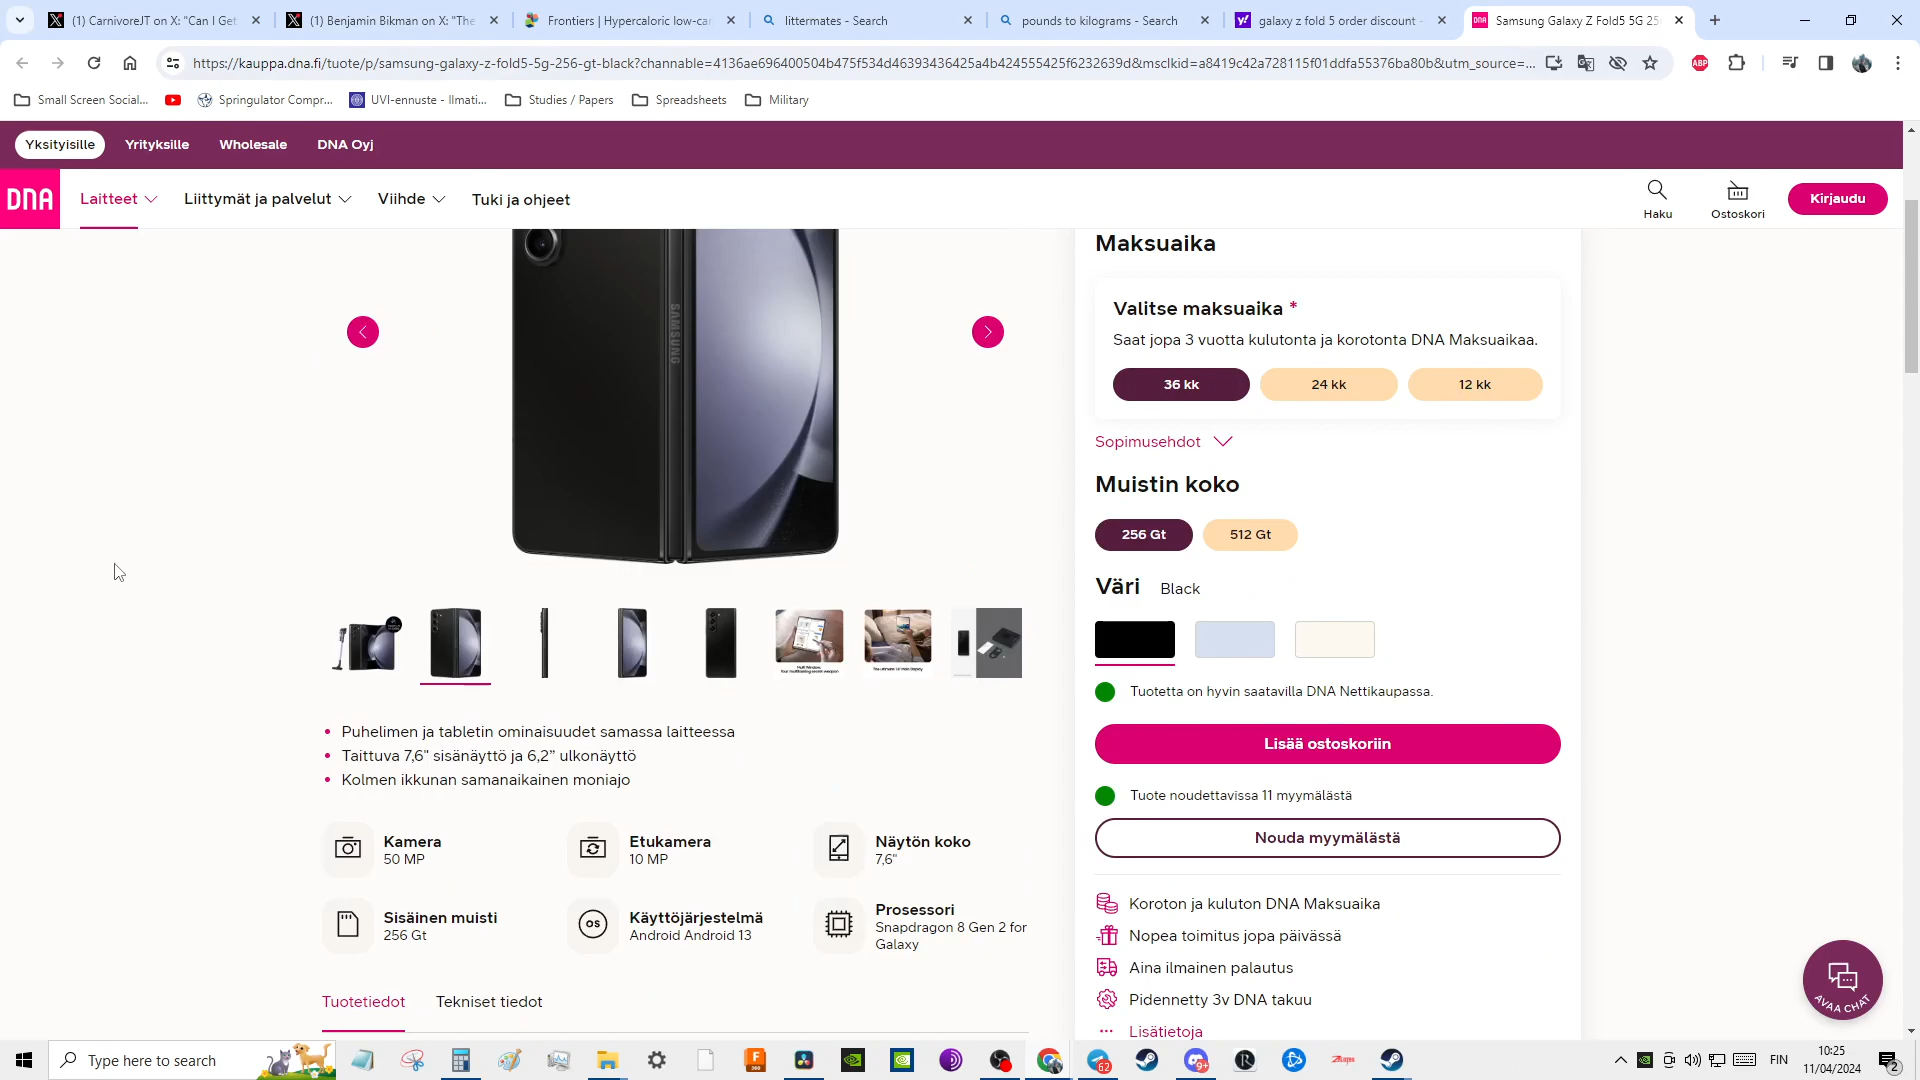 (1) CarnivoreJT on X: "Can I Get
(1) Benjamin Bikman on X: "The
Frontiers | Hypercaloric low-car
littermates - Search
pounds to kilograms - Search
galaxy z fold 5 order discount -
Samsung Galaxy Z Fold5 5G 25
https://kauppa.dna.fi/tuote/p/samsung-galaxy-z-fold5-5g-256-gt-black?channable=4136ae696400504b475f534d46393436425a4b424555425f6232639d&msclkid=a8419c42a728115f01ddfa55376ba80b&utm_source=...
ABP
Small Screen Social...
Springulator Compr...
UVI-ennuste - Ilmati...
Studies / Papers
Spreadsheets
Military
Yksityisille
Yrityksille
Wholesale
DNA Oyj
DNA
Laitteet
Liittymät ja palvelut
Viihde
Tuki ja ohjeet
Haku
Ostoskori
Kirjaudu
SAMSUNG
Maksuaika
Valitse maksuaika *
Saat jopa 3 vuotta kulutonta ja korotonta DNA Maksuaikaa.
36 kk
24 kk
12 kk
Sopimusehdot
Muistin koko
256 Gt
512 Gt
Väri Black
Tuotetta on hyvin saatavilla DNA Nettikaupassa.
Lisää ostoskoriin
Tuote noudettavissa 11 myymälästä
Nouda myymälästä
Koroton ja kuluton DNA Maksuaika
Nopea toimitus jopa päivässä
Aina ilmainen palautus
Pidennetty 3v DNA takuu
Lisätietoja
Puhelimen ja tabletin ominaisuudet samassa laitteessa
Taittuva 7,6" sisänäyttö ja 6,2” ulkonäyttö
Kolmen ikkunan samanaikainen moniajo
Kamera
50 MP
Etukamera
10 MP
Näytön koko
7,6"
Sisäinen muisti
256 Gt
OS
Käyttöjärjestelmä
Android Android 13
Prosessori
Snapdragon 8 Gen 2 for
Galaxy
Tuotetiedot
Tekniset tiedot
AVAA CHAT
Type here to search
62
9+
FIN
10:25
11/04/2024
2